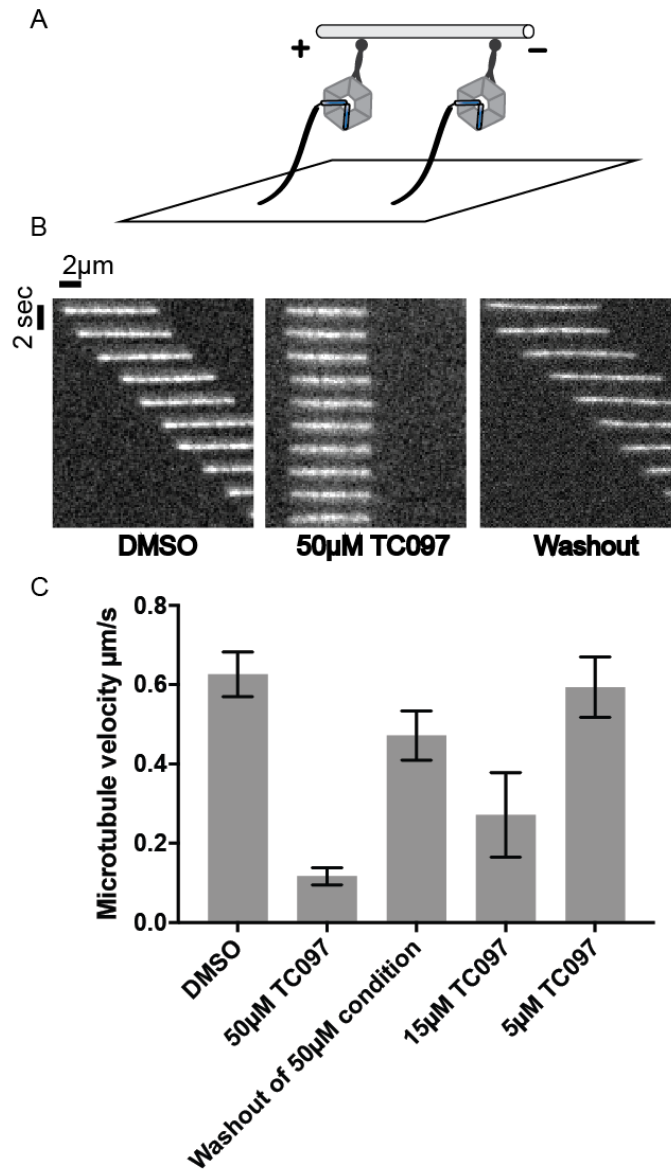 A
+
−
B
2µm
2 sec
DMSO
50µM TC097
Washout
C
Microtubule velocity µm/s
0.8
0.6
0.4
0.2
0.0
DMSO
50µM TC097
Washout of 50µM condition
15µM TC097
5µM TC097